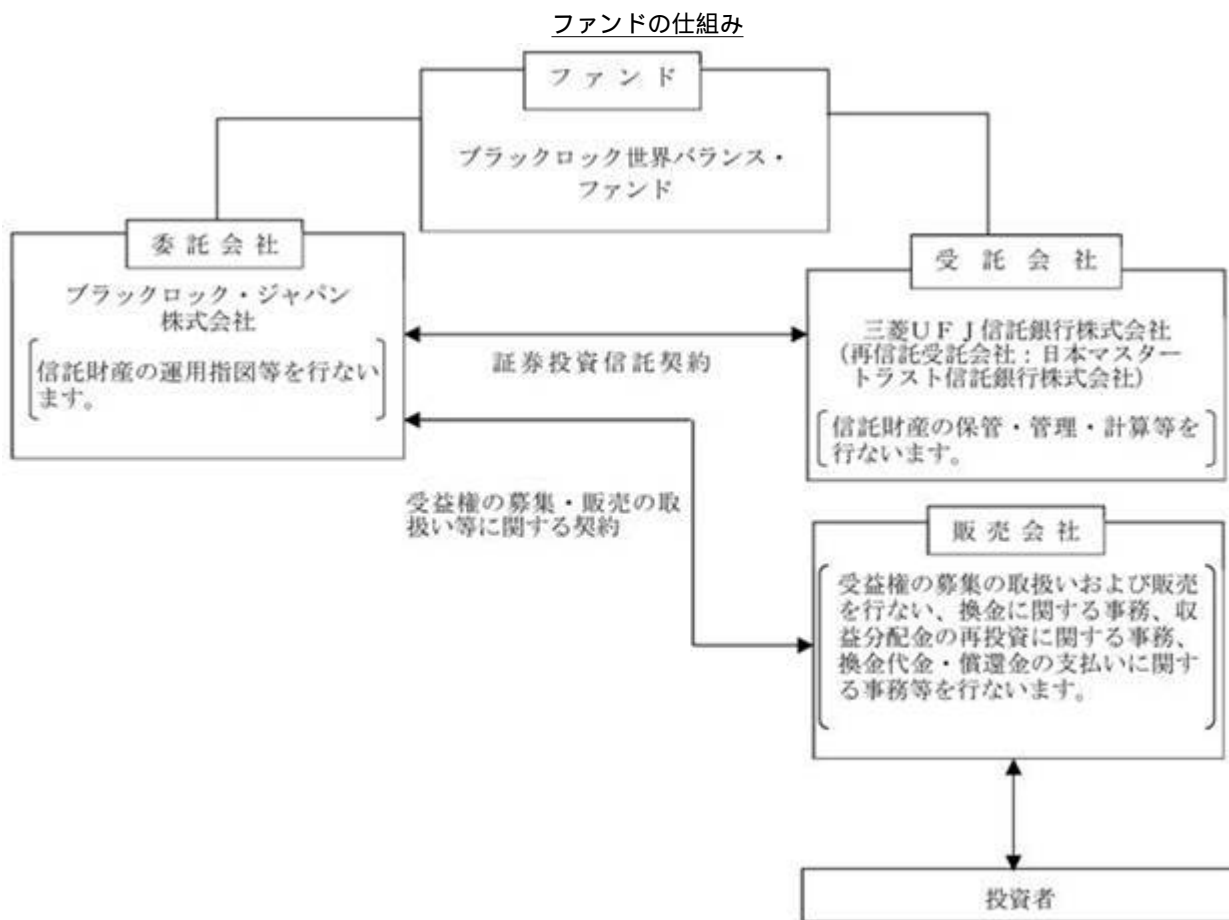 ファンドの仕組み
ファンド
ブラックロック世界バランス・
ファンド
委託会社
ブラックロック・ジャパン
株式会社
信託財産の運用指図等を行ない
ます。
証券投資信託契約
受託会社
三菱UFJ信託銀行株式会社
（再信託受託会社：日本マスター
トラスト信託銀行株式会社）
信託財産の保管・管理・計算等を
行ないます。
受益権の募集・販売の取
扱い等に関する契約
販売会社
受益権の募集の取扱いおよび販売
を行ない、換金に関する事務、収
益分配金の再投資に関する事務、
換金代金・償還金の支払いに関す
る事務等を行ないます。
投資者